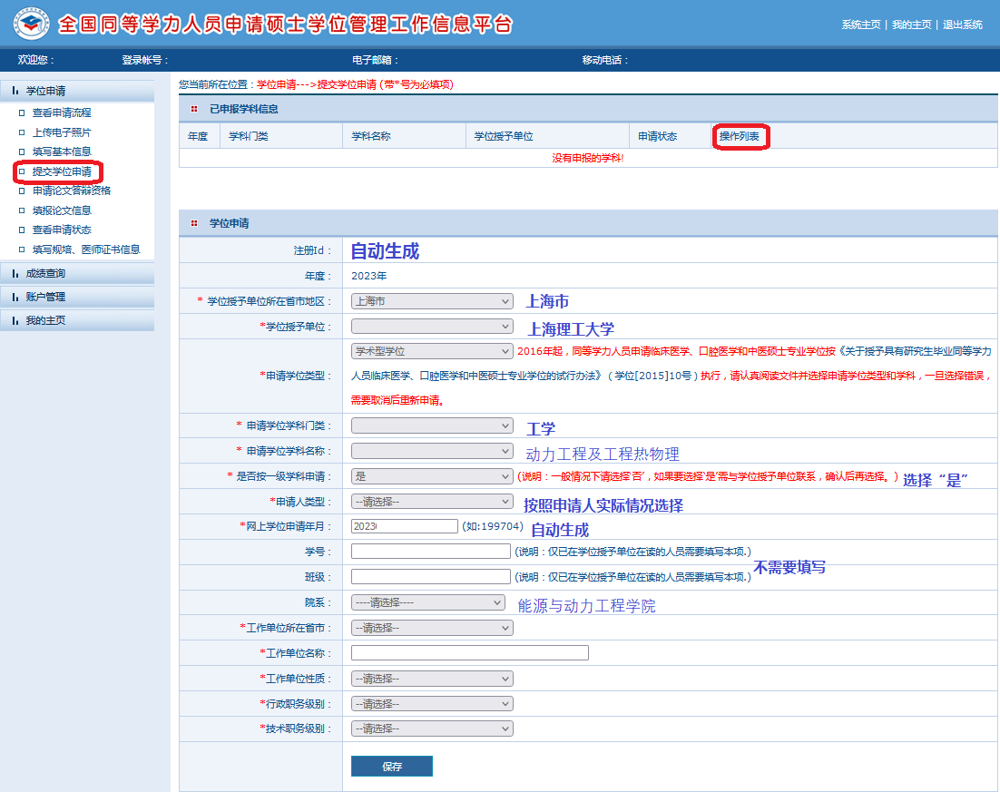 全国同等学力人员申请硕士学位管理工作信息平台
系统主页 | 我的主页 | 退出系统
欢迎您： 登录帐号： 电子邮箱： 移动电话：
学位申请
查看申请流程
上传电子照片
填写基本信息
提交学位申请
申请论文答辩资格
填报论文信息
查看申请状态
填写规培、医师证书信息
成绩查询
账户管理
我的主页
您当前所在位置：学位申请--->提交学位申请 (带*号为必填项)
已申报学科信息
年度 学科门类 学科名称 学位授予单位 申请状态 操作列表
没有申报的学科!
学位申请
注册Id： 自动生成
年度： 2023年
* 学位授予单位所在省市地区： 上海市 上海市
*学位授予单位： 上海理工大学
*申请学位类型： 学术型学位 2016年起，同等学力人员申请临床医学、口腔医学和中医硕士专业学位按《关于授予具有研究生毕业同等学力
人员临床医学、口腔医学和中医硕士专业学位的试行办法》（学位[2015]10号）执行，请认真阅读文件并选择申请学位类型和学科，一旦选择错误，
需要取消后重新申请。
* 申请学位学科门类： 工学
* 申请学位学科名称： 动力工程及工程热物理
* 是否按一级学科申请： 是 (说明：一般情况下请选择'否'，如果要选择'是'需与学位授予单位联系，确认后再选择。) 选择“是”
*申请人类型： --请选择-- 按照申请人实际情况选择
*网上学位申请年月： 2023 (如:199704) 自动生成
学号： (说明：仅已在学位授予单位在读的人员需要填写本项.)
不需要填写
班级： (说明：仅已在学位授予单位在读的人员需要填写本项.)
院系： ----请选择---- 能源与动力工程学院
*工作单位所在省市： --请选择--
*工作单位名称：
*工作单位性质： --请选择--
*行政职务级别： --请选择--
*技术职务级别： --请选择--
保存